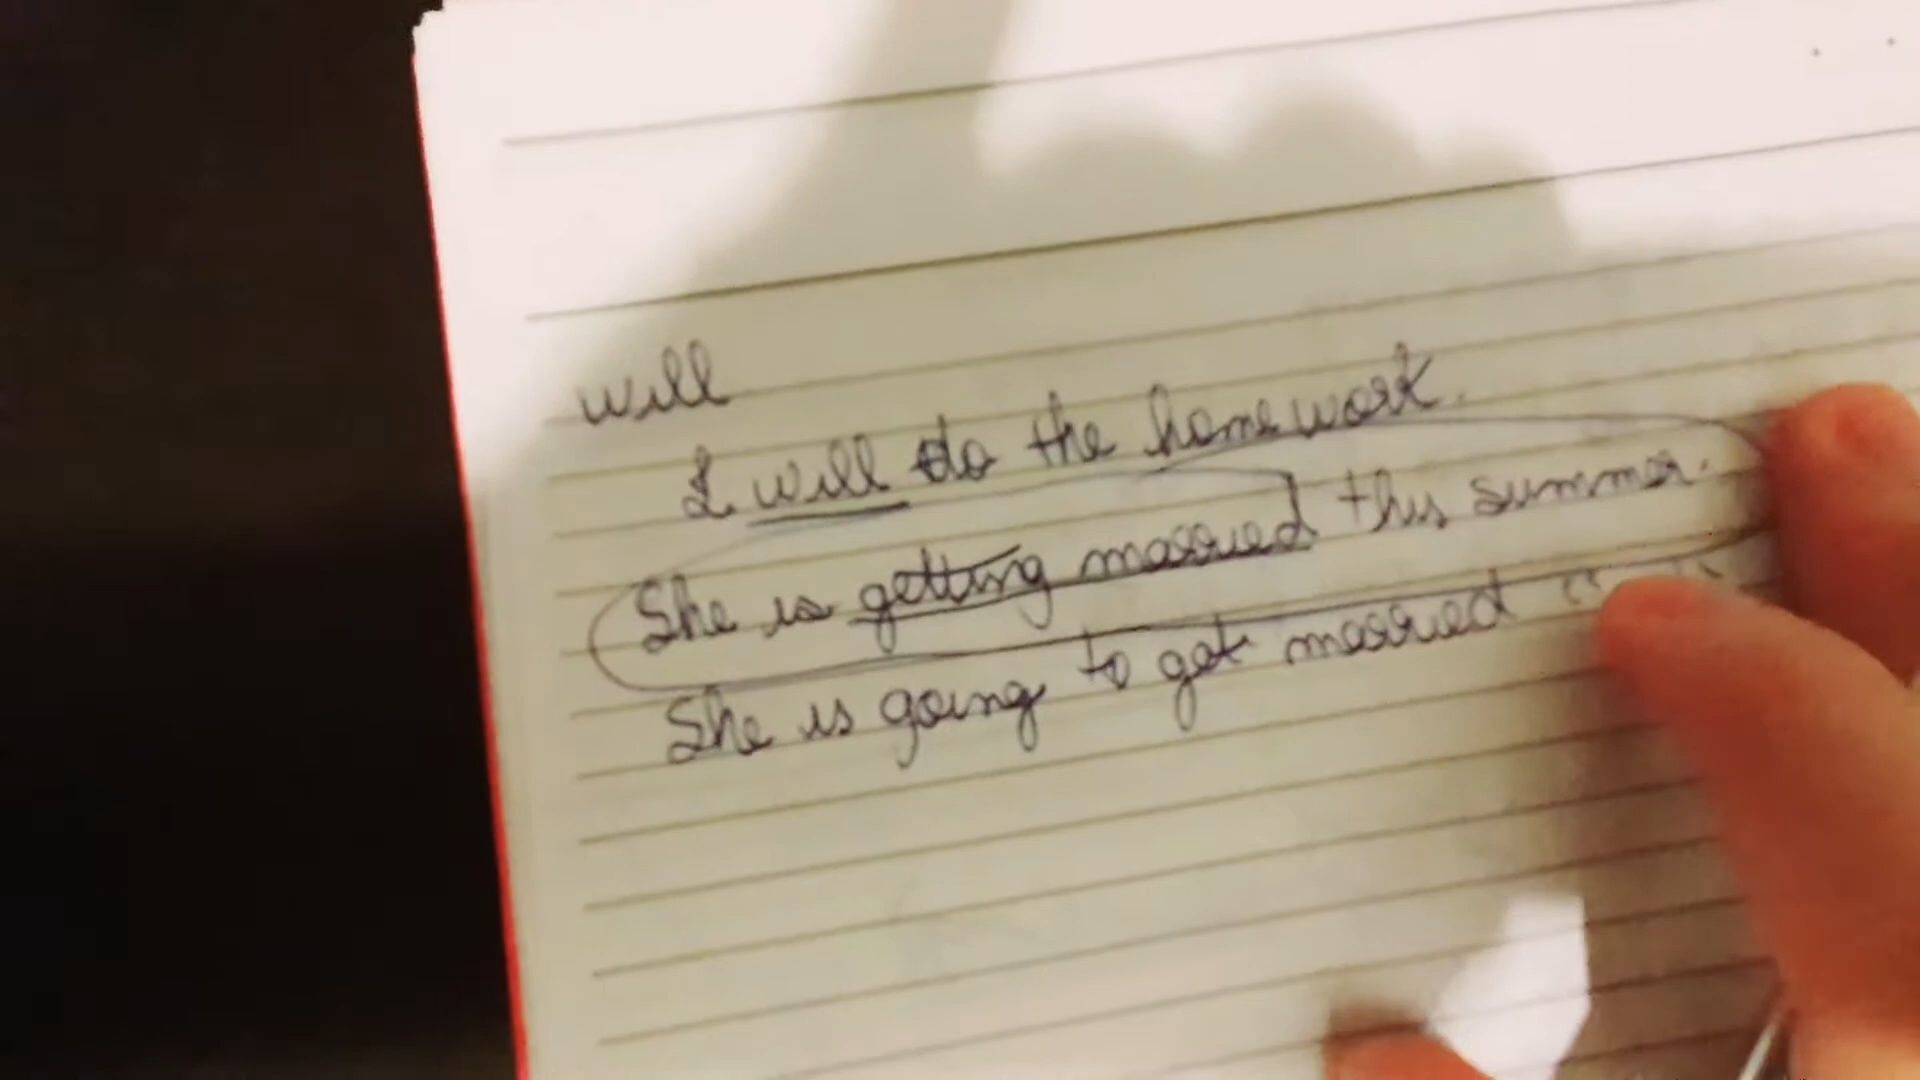 will
I will do the homework.
She is getting married this summer.
She is going to get married " "